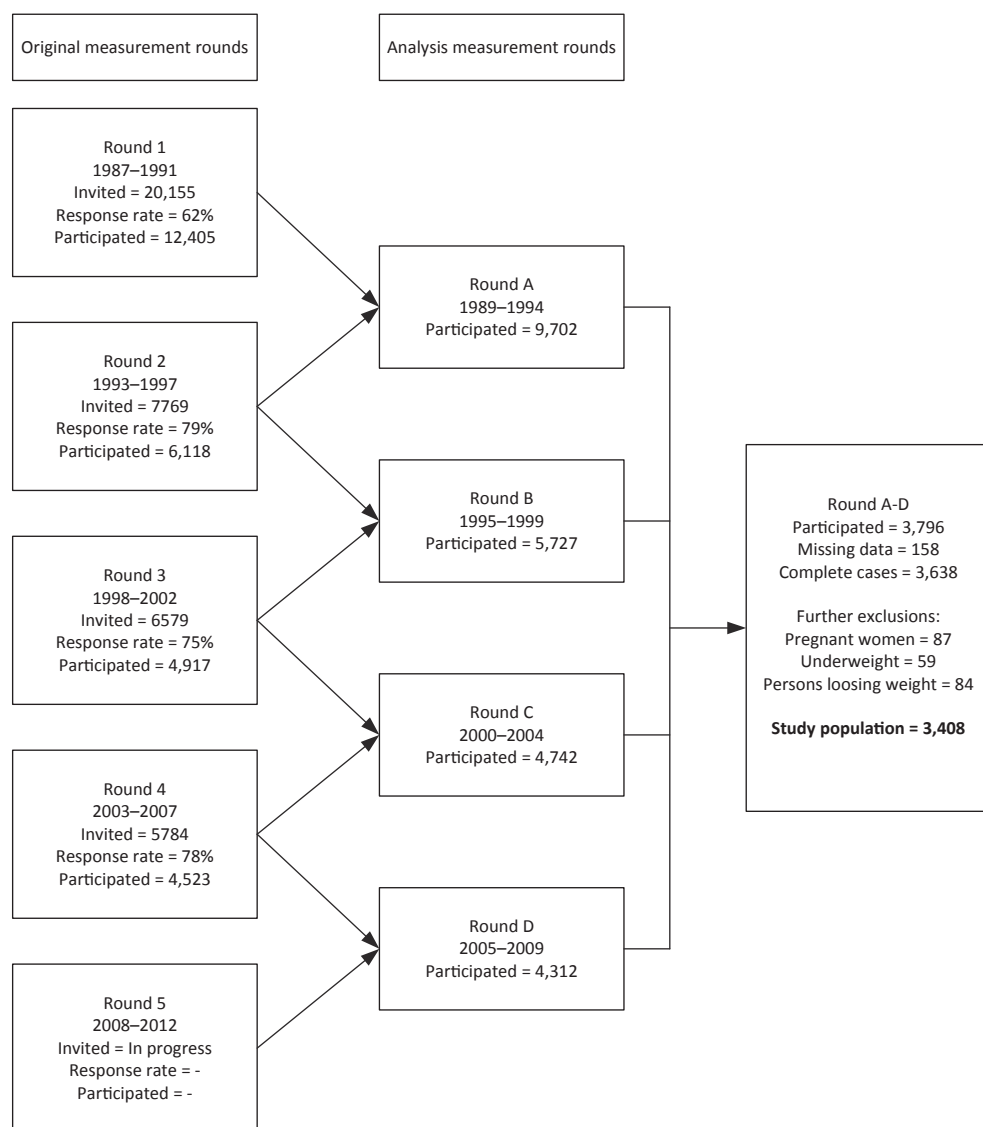 Original measurement rounds
Analysis measurement rounds
Round 1
1987–1991
Invited = 20,155
Response rate = 62%
Participated = 12,405
Round 2
1993–1997
Invited = 7769
Response rate = 79%
Participated = 6,118
Round 3
1998–2002
Invited = 6579
Response rate = 75%
Participated = 4,917
Round 4
2003–2007
Invited = 5784
Response rate = 78%
Participated = 4,523
Round 5
2008–2012
Invited = In progress
Response rate = -
Participated = -
Round A
1989–1994
Participated = 9,702
Round B
1995–1999
Participated = 5,727
Round C
2000–2004
Participated = 4,742
Round D
2005–2009
Participated = 4,312
Round A-D
Participated = 3,796
Missing data = 158
Complete cases = 3,638
Further exclusions:
Pregnant women = 87
Underweight = 59
Persons loosing weight = 84
Study population = 3,408